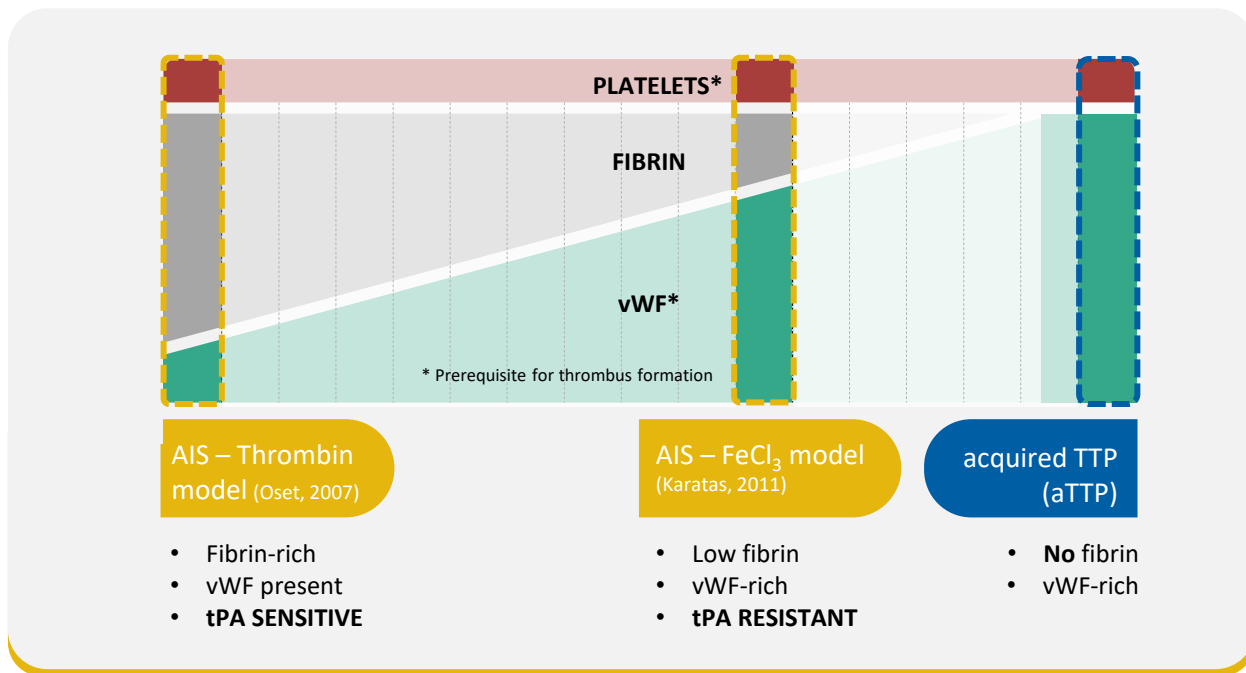 PLATELETS*
FIBRIN
vWF*
* Prerequisite for thrombus formation
AIS – Thrombin
model (Oset, 2007)
• Fibrin-rich
• vWF present
• tPA SENSITIVE
AIS – FeCl₃ model
(Karatas, 2011)
• Low fibrin
• vWF-rich
• tPA RESISTANT
acquired TTP
(aTTP)
• No fibrin
• vWF-rich